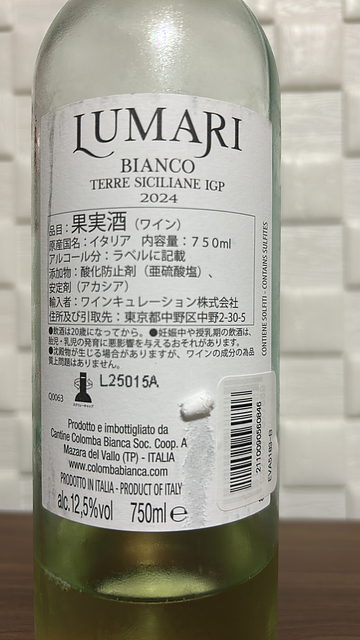 LUMARI
BIANCO
TERRE SICILIANE IGP
2024
品目：果実酒（ワイン）
原産国名：イタリア　内容量：７５０ml
アルコール分：ラベルに記載
添加物：酸化防止剤（亜硫酸塩）、
安定剤（アカシア）
輸入者：ワインキュレーション株式会社
住所及び引取先：東京都中野区中野2-30-5
●飲酒は20歳になってから。●妊娠中や授乳期の飲酒は、
胎児・乳児の発育に悪影響を与えるおそれがあります。
●沈殿物が生じる場合がありますが、ワインの成分の為品
質上問題はありません。
CONTIENE SOLFITI - CONTAINS SULFITES
L25015A
Q0063
Prodotto e imbottigliato da
Cantine Colomba Bianca Soc. Coop. A
Mazara del Vallo (TP) - ITALIA
www.colombabianca.com
PRODOTTO IN ITALIA - PRODUCT OF ITALY
alc.12,5%vol 750ml ℮
2110090560846